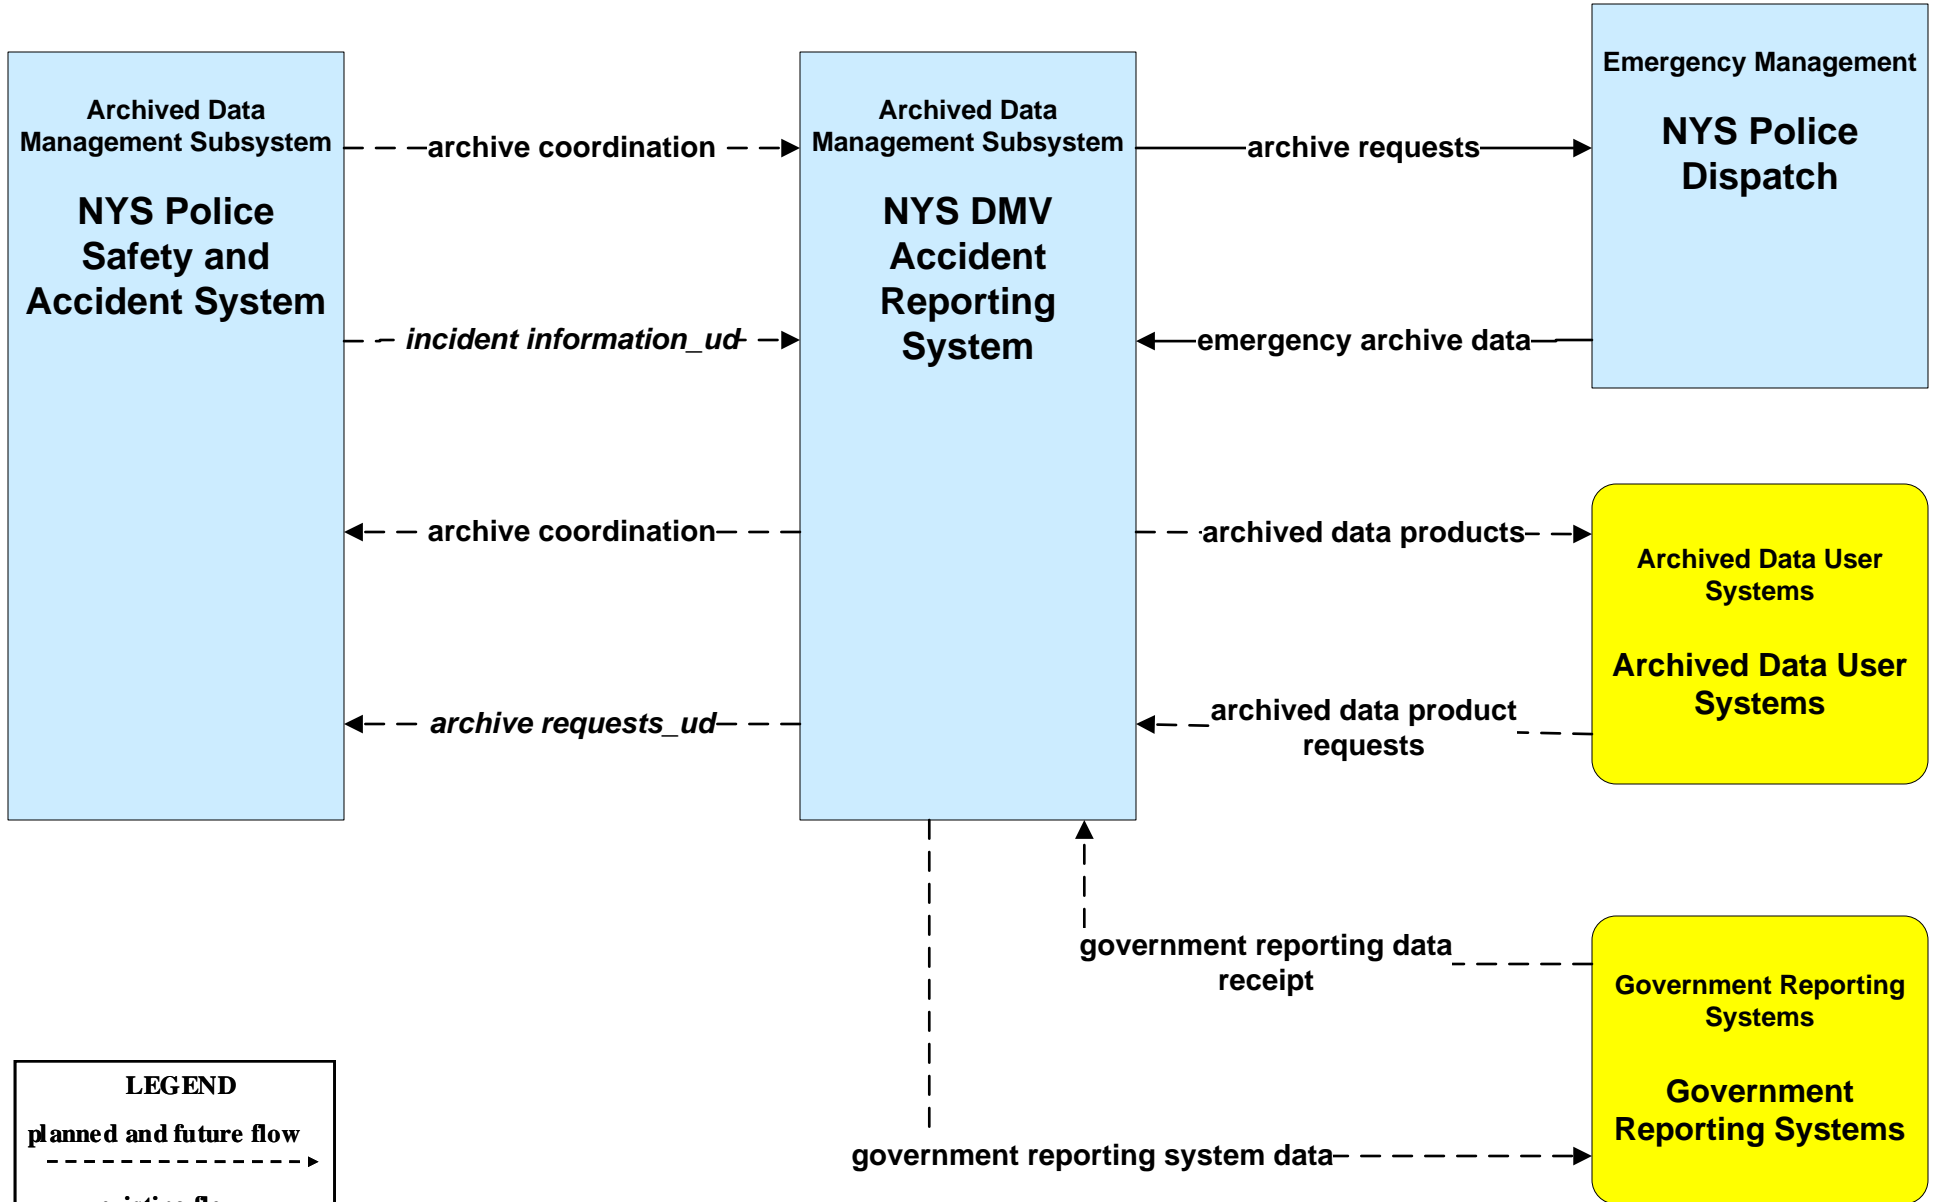 Archived Data
Management Subsystem
NYS Police
Safety and
Accident System
archive coordination
incident information_ud
archive coordination
archive requests_ud
Archived Data
Management Subsystem
NYS DMV
Accident
Reporting
System
archive requests
emergency archive data
archived data products
archived data product
requests
government reporting data
receipt
government reporting system data
Emergency Management
NYS Police
Dispatch
Archived Data User
Systems
Archived Data User
Systems
Government Reporting
Systems
Government
Reporting Systems
LEGEND
planned and future flow